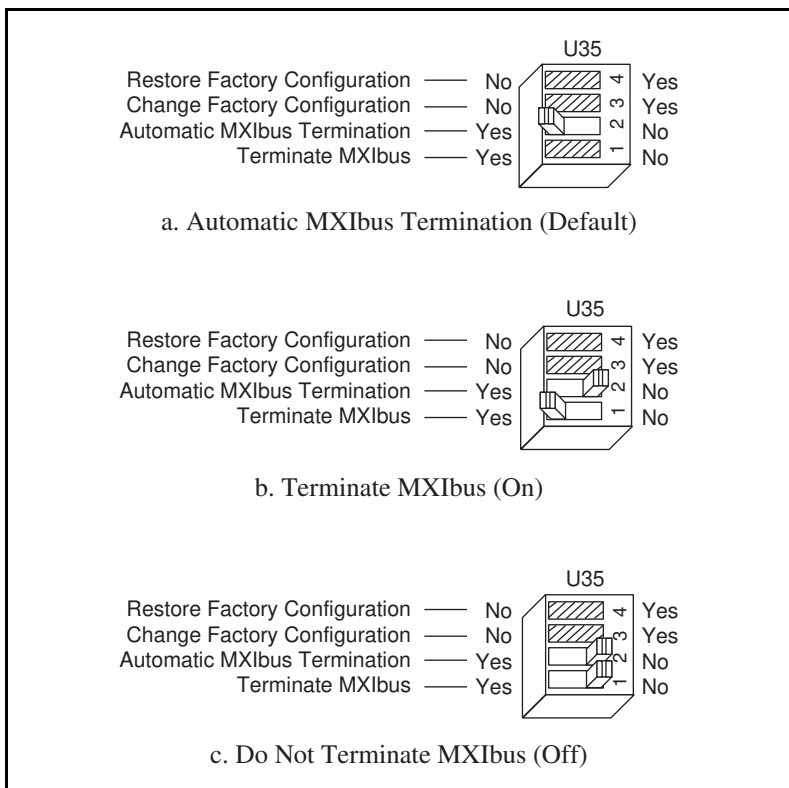 U35
Restore Factory Configuration No 4 Yes
Change Factory Configuration No 3 Yes
Automatic MXIbus Termination Yes 2 No
Terminate MXIbus Yes 1 No
a. Automatic MXIbus Termination (Default)
U35
Restore Factory Configuration No 4 Yes
Change Factory Configuration No 3 Yes
Automatic MXIbus Termination Yes 2 No
Terminate MXIbus Yes 1 No
b. Terminate MXIbus (On)
U35
Restore Factory Configuration No 4 Yes
Change Factory Configuration No 3 Yes
Automatic MXIbus Termination Yes 2 No
Terminate MXIbus Yes 1 No
c. Do Not Terminate MXIbus (Off)